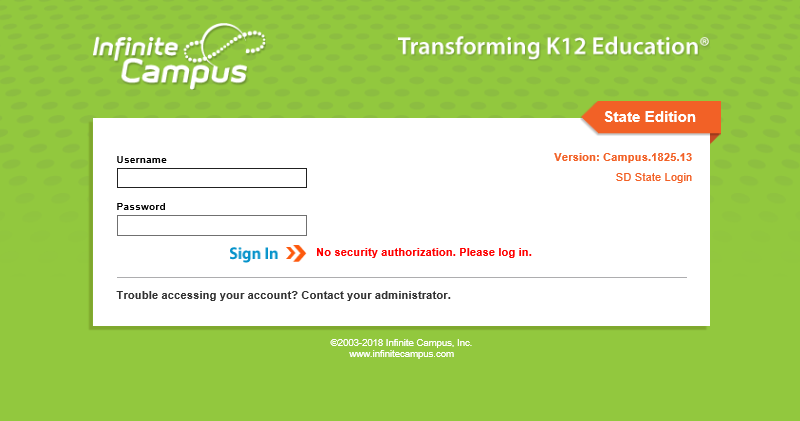 Infinite
Campus
Transforming K12 Education®
State Edition
Username
Version: Campus.1825.13
SD State Login
Password
Sign In
No security authorization. Please log in.
Trouble accessing your account? Contact your administrator.
©2003-2018 Infinite Campus, Inc.
www.infinitecampus.com